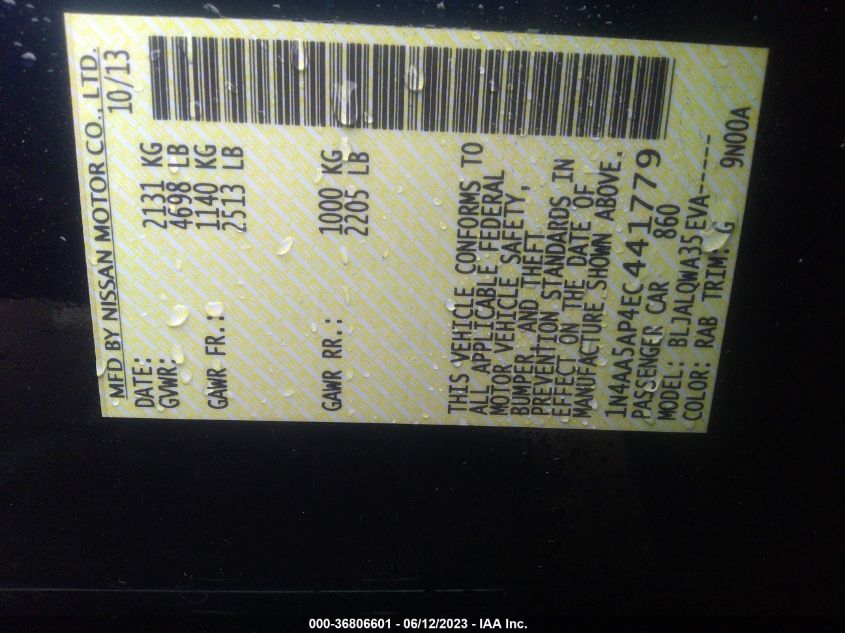 MFD BY NISSAN MOTOR CO., LTD.
DATE: 10/13
GVWR: 2131 KG
4698 LB
GAWR FR.: 1140 KG
2513 LB
GAWR RR.: 1000 KG
2205 LB
THIS VEHICLE CONFORMS TO
ALL APPLICABLE FEDERAL
MOTOR VEHICLE SAFETY,
BUMPER, AND THEFT
PREVENTION STANDARDS IN
EFFECT ON THE DATE OF
MANUFACTURE SHOWN ABOVE.
1N4AA5AP4EC441779
PASSENGER CAR 860
MODEL: BLJALQWA35EVA-----
COLOR: RAB TRIM: G 9N00A
000-36806601 - 06/12/2023 - IAA Inc.